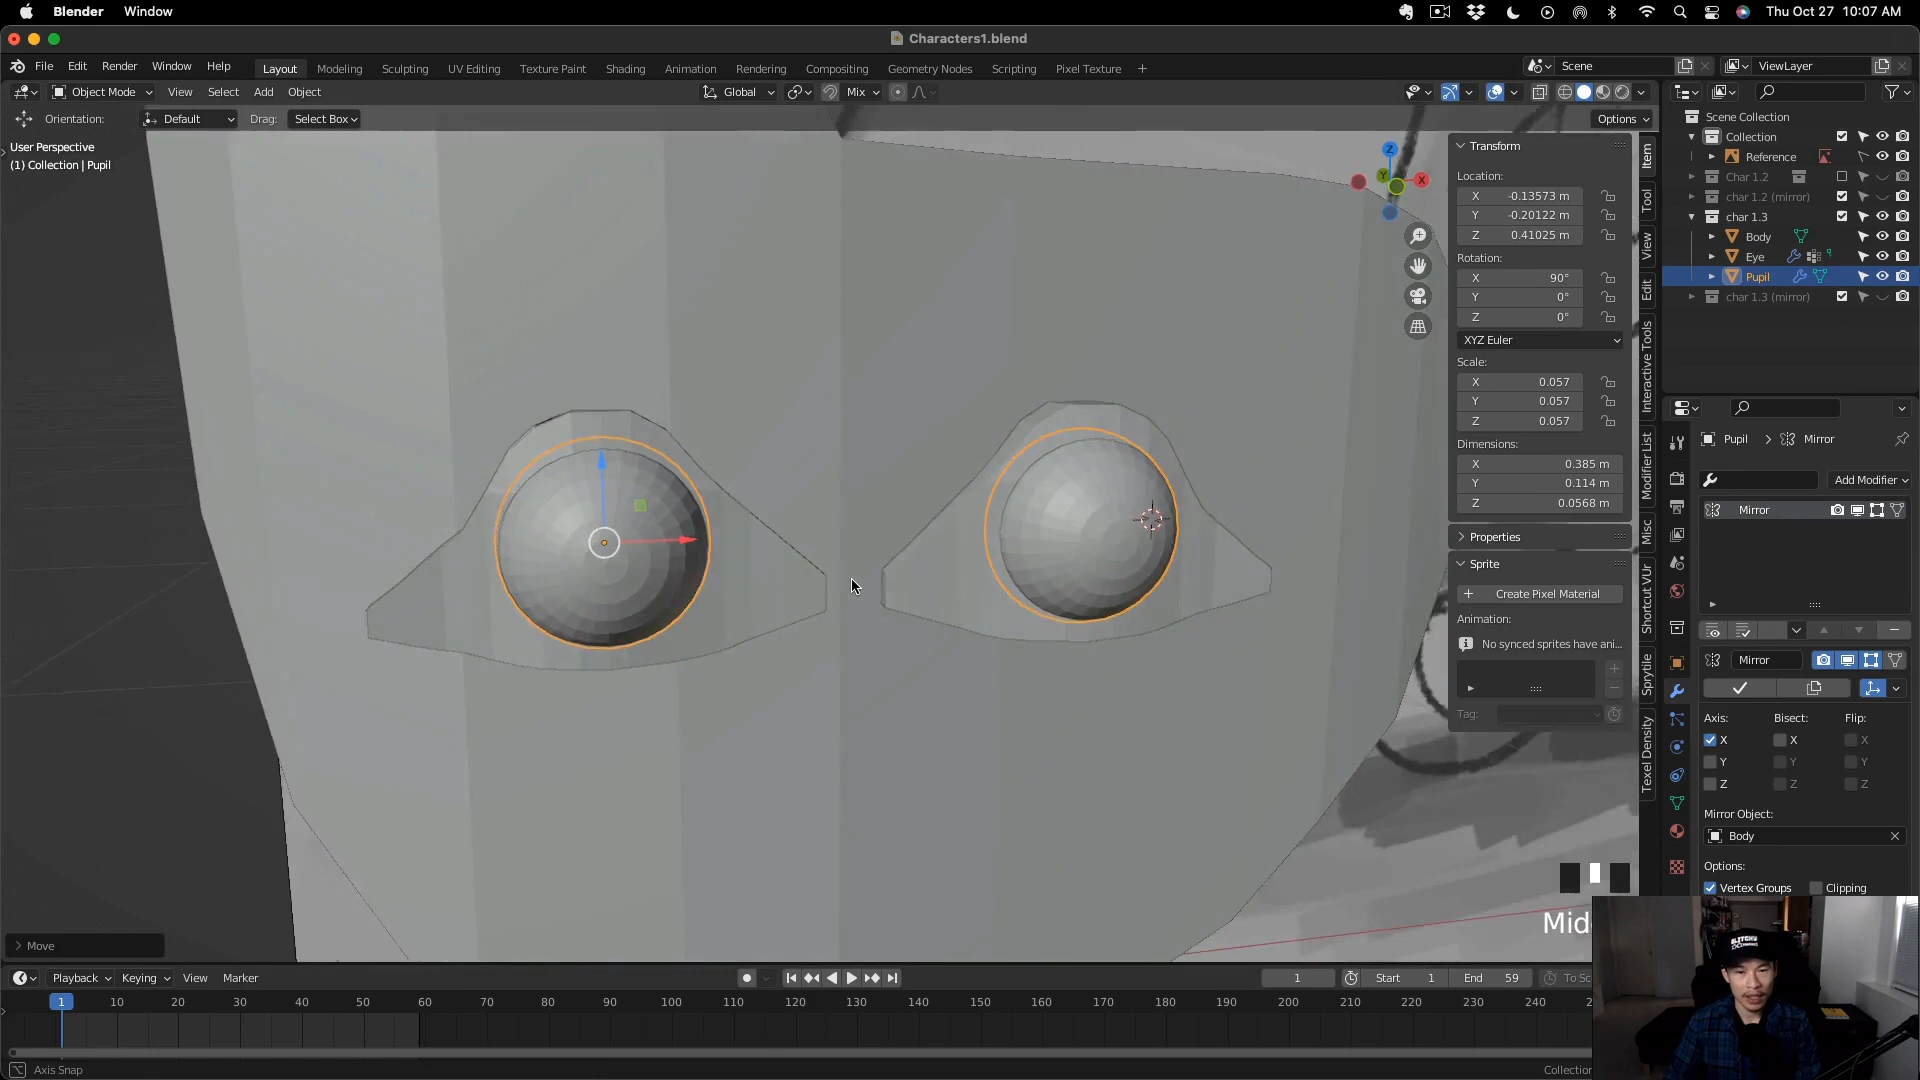 Blender Window Thu Oct 27 10:07 AM
Characters1.blend
File Edit Render Window Help Layout Modeling Sculpting UV Editing Texture Paint Shading Animation Rendering Compositing Geometry Nodes Scripting Pixel Texture + Scene ViewLayer
Object Mode View Select Add Object Global Mix
Orientation: Default Drag: Select Box Options
User Perspective
(1) Collection | Pupil
Z
Y
X
Transform
Location:
X -0.13573 m
Y -0.20122 m
Z 0.41025 m
Rotation:
X 90°
Y 0°
Z 0°
XYZ Euler
Scale:
X 0.057
Y 0.057
Z 0.057
Dimensions:
X 0.385 m
Y 0.114 m
Z 0.0568 m
Properties
Sprite
+ Create Pixel Material
Animation:
No synced sprites have ani...
Tag:
Item
Tool
View
Edit
Interactive Tools
Modifier List
Misc
Shortcut VUr
Sprytile
Texel Density
Scene Collection
Collection
Reference
Char 1.2
char 1.2 (mirror)
char 1.3
Body
Eye
Pupil
char 1.3 (mirror)
Pupil > Mirror
Add Modifier
Mirror
Mirror
Axis: Bisect: Flip:
X X X
Y Y Y
Z Z Z
Mirror Object:
Body
Options:
Vertex Groups Clipping
Mid
Move
Playback Keying View Marker 1 Start 1 End 59
1 10 20 30 40 50 60 70 80 90 100 110 120 130 140 150 160 170 180 190 200 210 220 230
Axis Snap
Collection